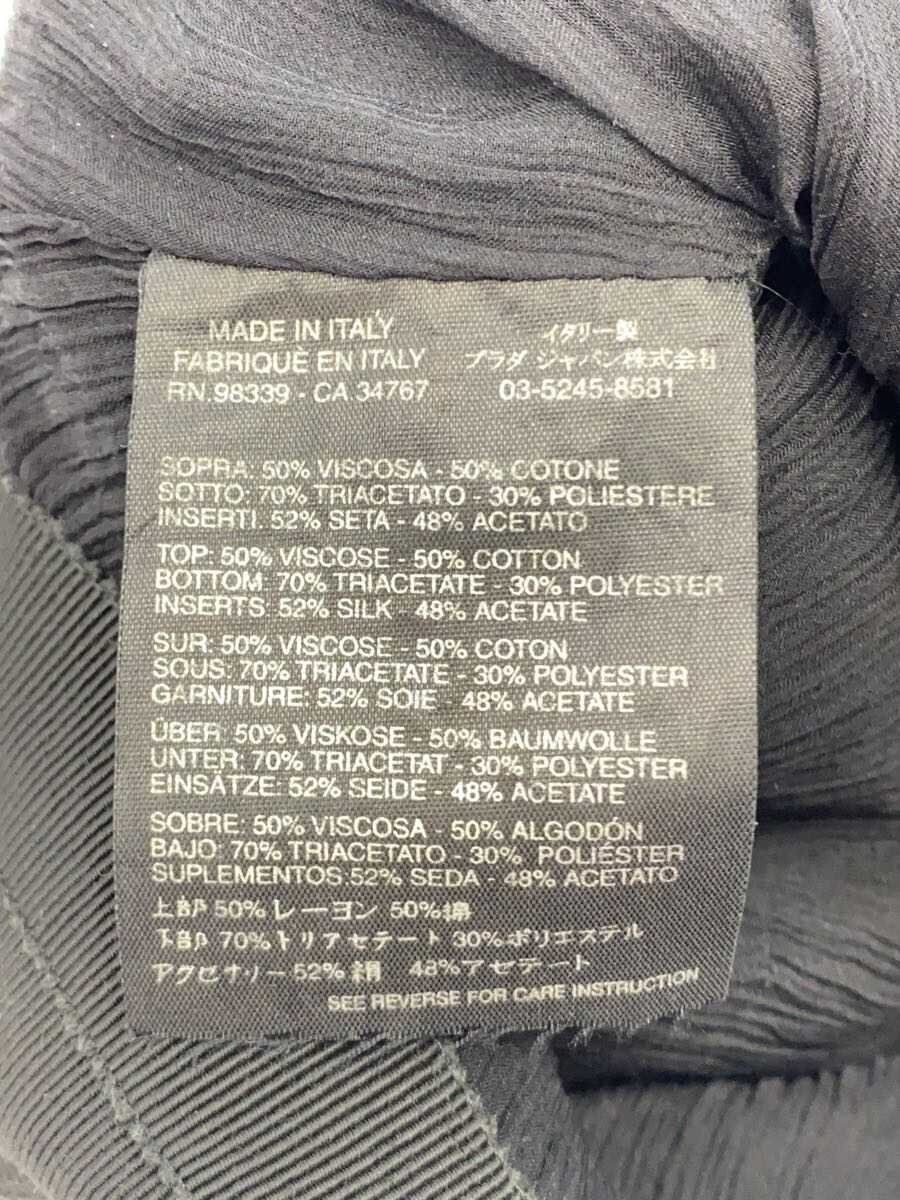 MADE IN ITALY
FABRIQUÉ EN ITALY
RN.98339 - CA 34767
イタリー製
プラダ ジャパン株式会社
03-5245-8581
SOPRA: 50% VISCOSA - 50% COTONE
SOTTO: 70% TRIACETATO - 30% POLIESTERE
INSERTI: 52% SETA - 48% ACETATO
TOP: 50% VISCOSE - 50% COTTON
BOTTOM: 70% TRIACETATE - 30% POLYESTER
INSERTS: 52% SILK - 48% ACETATE
SUR: 50% VISCOSE - 50% COTON
SOUS: 70% TRIACETATE - 30% POLYESTER
GARNITURE: 52% SOIE - 48% ACETATE
ÜBER: 50% VISKOSE - 50% BAUMWOLLE
UNTER: 70% TRIACETAT - 30% POLYESTER
EINSÄTZE: 52% SEIDE - 48% ACETATE
SOBRE: 50% VISCOSA - 50% ALGODÓN
BAJO: 70% TRIACETATO - 30% POLIÉSTER
SUPLEMENTOS: 52% SEDA - 48% ACETATO
上部 50% レーヨン 50% 綿
下部 70% トリアセテート 30% ポリエステル
アクセサリー 52% 絹 48% アセテート
SEE REVERSE FOR CARE INSTRUCTION